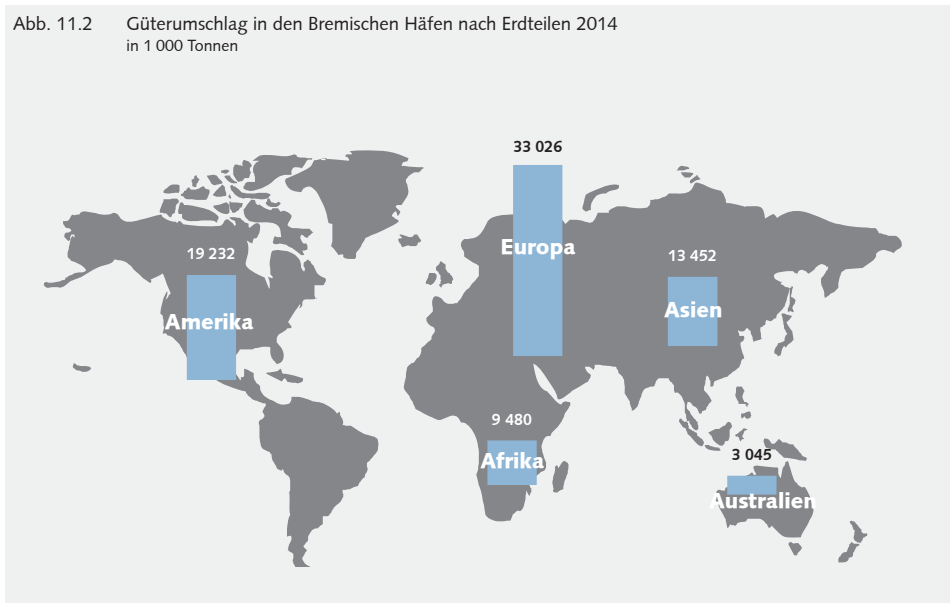 Abb. 11.2 Güterumschlag in den Bremischen Häfen nach Erdteilen 2014
in 1 000 Tonnen
33 026
Europa
19 232
Amerika
13 452
Asien
9 480
Afrika
3 045
Australien